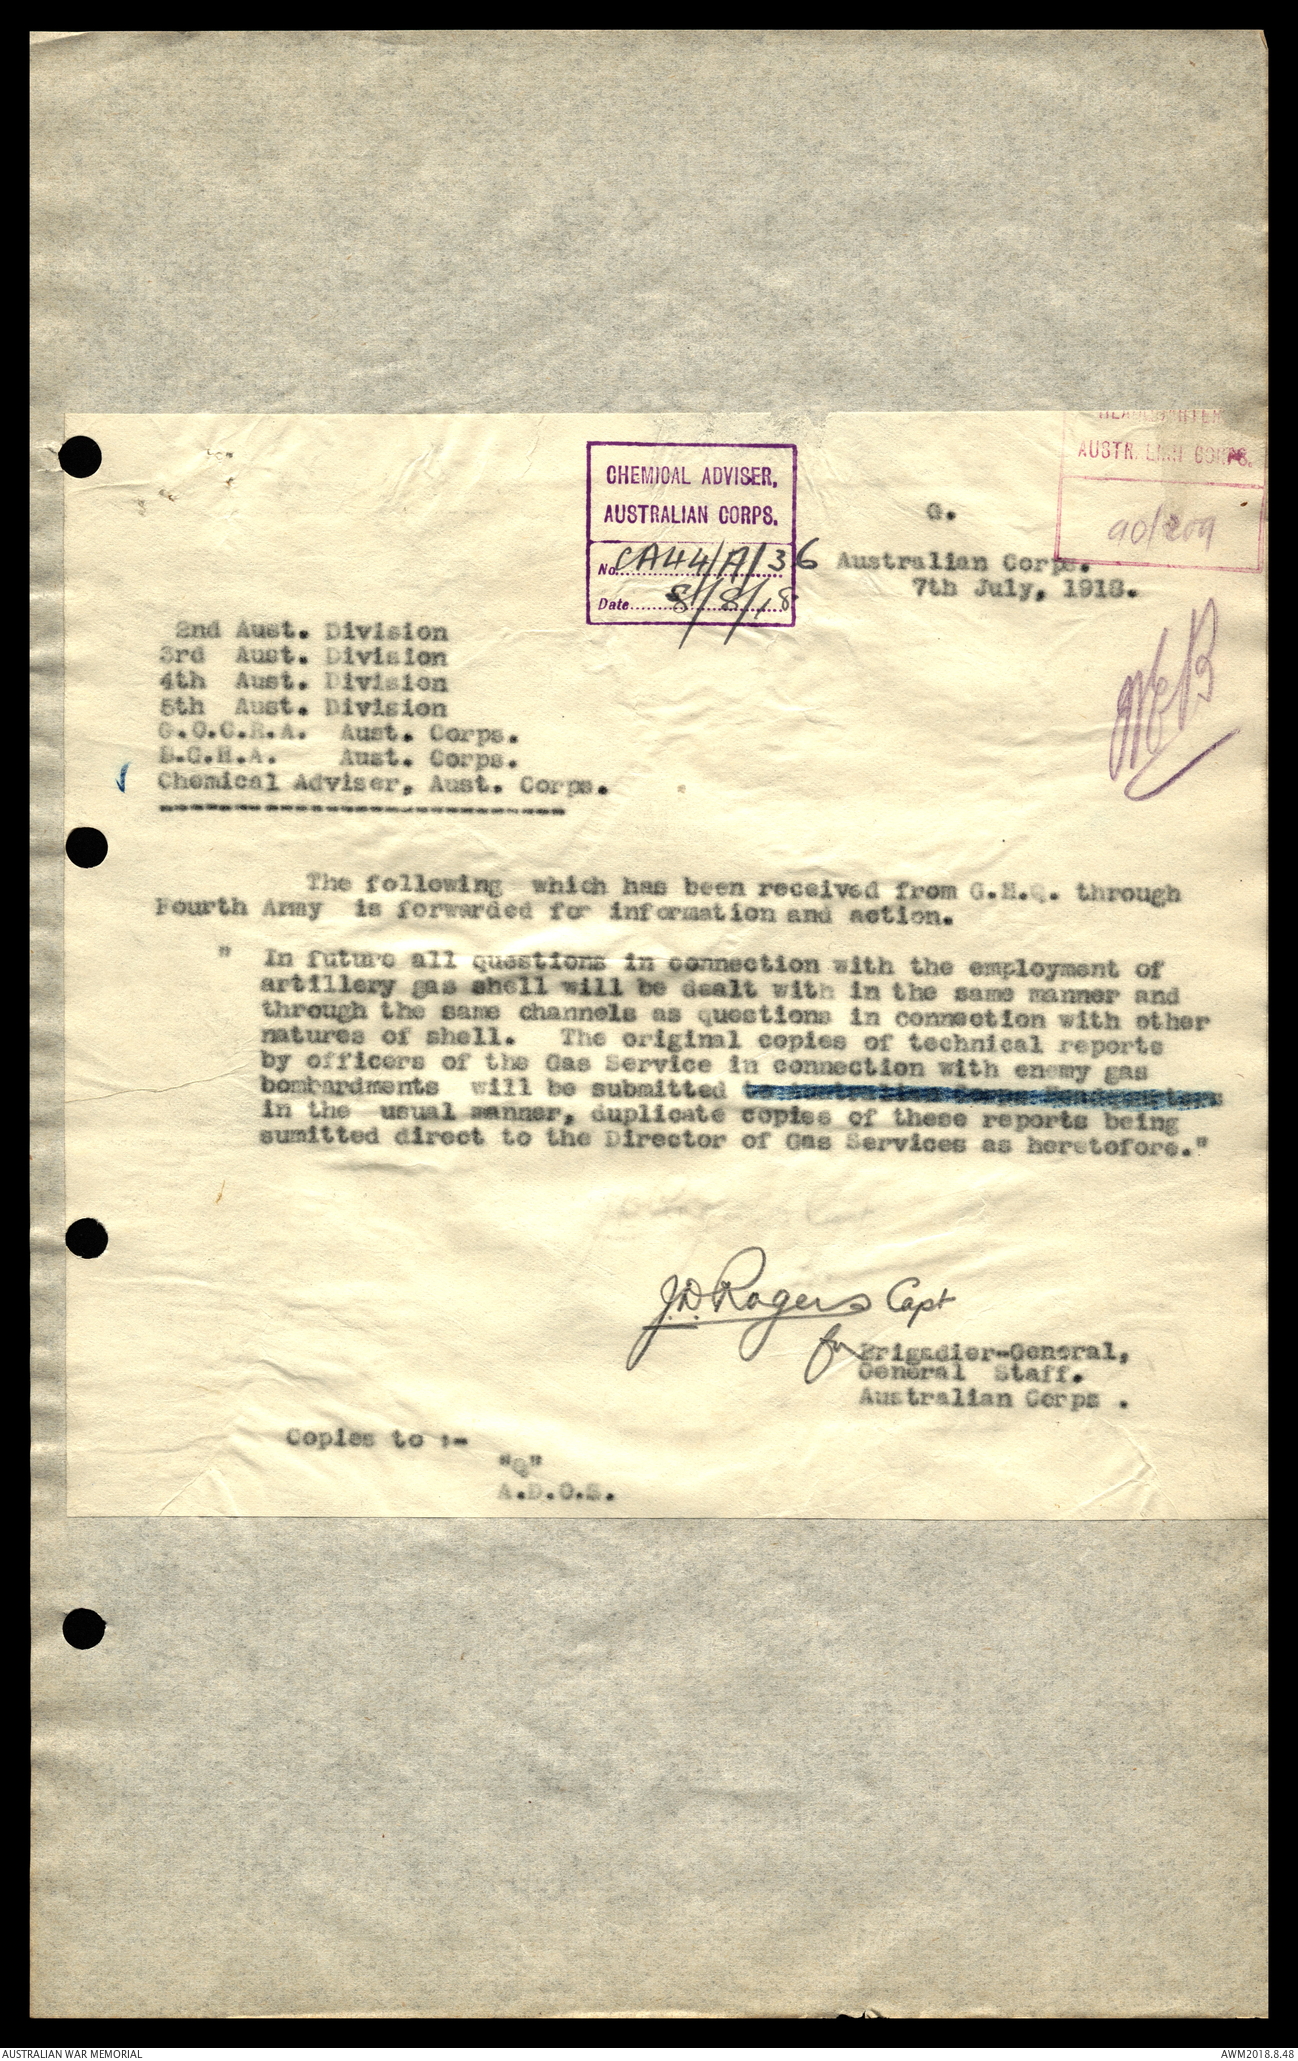 HEADQUARTER
AUSTRALIAN CORPS.
90/209
CHEMICAL ADVISER,
AUSTRALIAN CORPS.
No. CA44/A/36
Date 8/8/18
G.
Australian Corps.
7th July, 1918.
2nd Aust. Division
3rd Aust. Division
4th Aust. Division
5th Aust. Division
G.O.C.R.A. Aust. Corps.
B.G.H.A. Aust. Corps.
Chemical Adviser, Aust. Corps.
The following which has been received from G.H.Q. through
Fourth Army is forwarded for information and action.
" In future all questions in connection with the employment of
artillery gas shell will be dealt with in the same manner and
through the same channels as questions in connection with other
natures of shell. The original copies of technical reports
by officers of the Gas Service in connection with enemy gas
bombardments will be submitted to Australian Corps Headquarters
in the usual manner, duplicate copies of these reports being
sumitted direct to the Director of Gas Services as heretofore."
J.D. Rogers Capt
for Brigadier-General,
General Staff.
Australian Corps .
Copies to :-
"Q"
A.D.O.S.
AUSTRALIAN WAR MEMORIAL
AWM2018.8.48